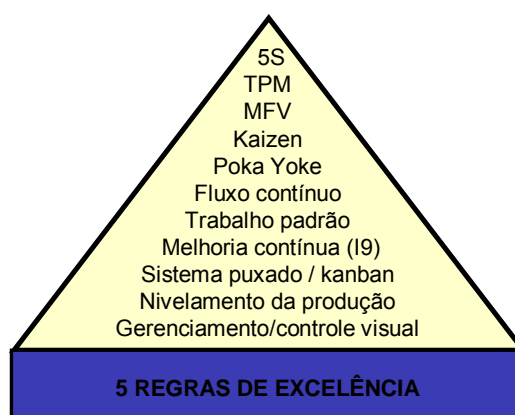 5S
TPM
MFV
Kaizen
Poka Yoke
Fluxo contínuo
Trabalho padrão
Melhoria contínua (I9)
Sistema puxado / kanban
Nivelamento da produção
Gerenciamento/controle visual
5 REGRAS DE EXCELÊNCIA